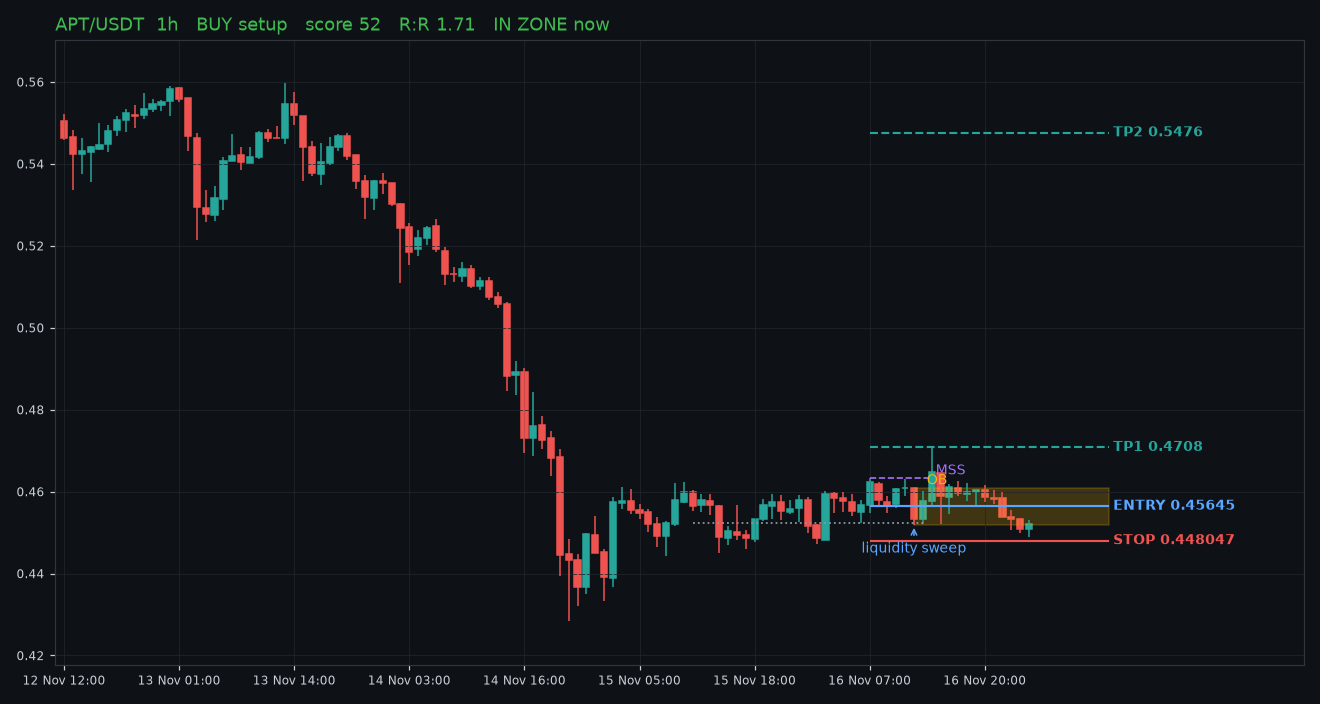 APT/USDT 1h BUY setup score 52 R:R 1.71 IN ZONE now
0.56
TP2 0.5476
0.54
0.52
0.50
0.48
TP1 0.4708
MSS
OB
0.46
ENTRY 0.45645
STOP 0.448047
liquidity sweep
0.44
0.42
12 Nov 12:00 13 Nov 01:00 13 Nov 14:00 14 Nov 03:00 14 Nov 16:00 15 Nov 05:00 15 Nov 18:00 16 Nov 07:00 16 Nov 20:00